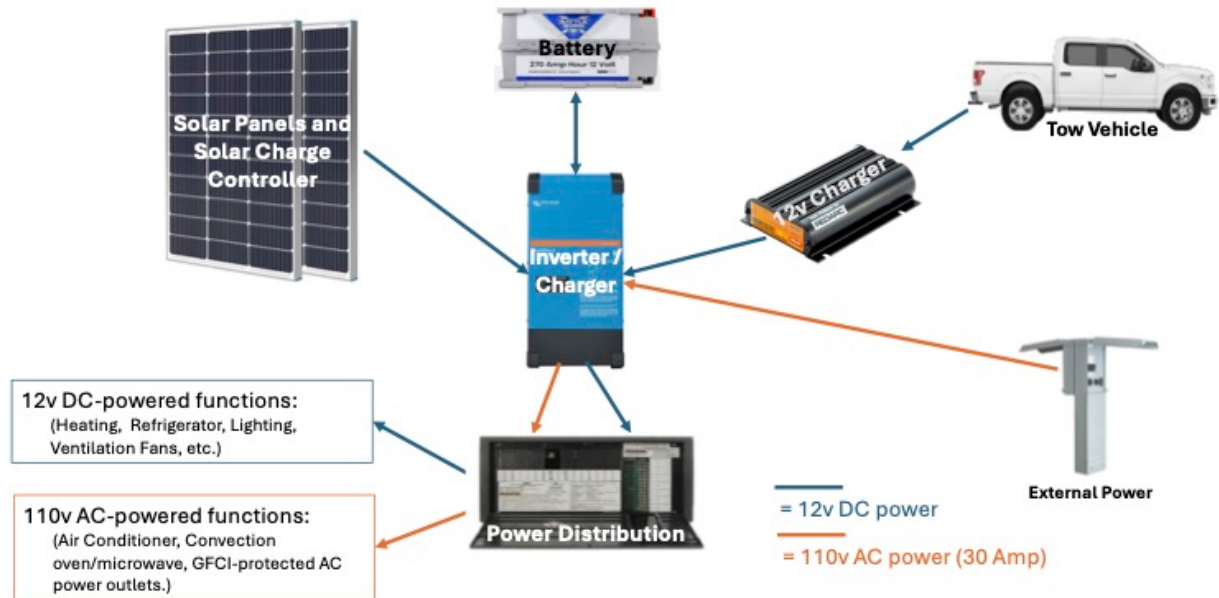 Battery
270 Amp Hour 12 Volt
Solar Panels and
Solar Charge
Controller
Tow Vehicle
12v Charger
REDARC
Inverter /
Charger
12v DC-powered functions:
(Heating, Refrigerator, Lighting,
Ventilation Fans, etc.)
110v AC-powered functions:
(Air Conditioner, Convection
oven/microwave, GFCI-protected AC
power outlets.)
Power Distribution
External Power
= 12v DC power
= 110v AC power (30 Amp)